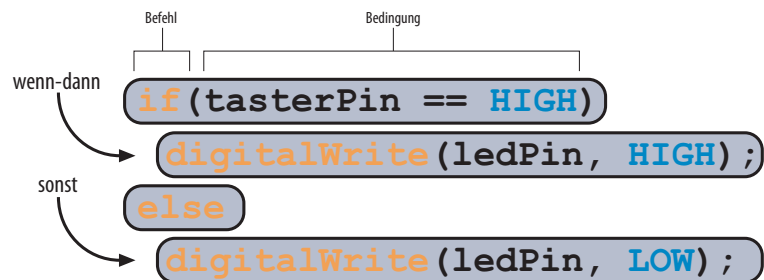 Befehl Bedingung
wenn-dann
if(tasterPin == HIGH)
digitalWrite(ledPin, HIGH);
sonst
else
digitalWrite(ledPin, LOW);